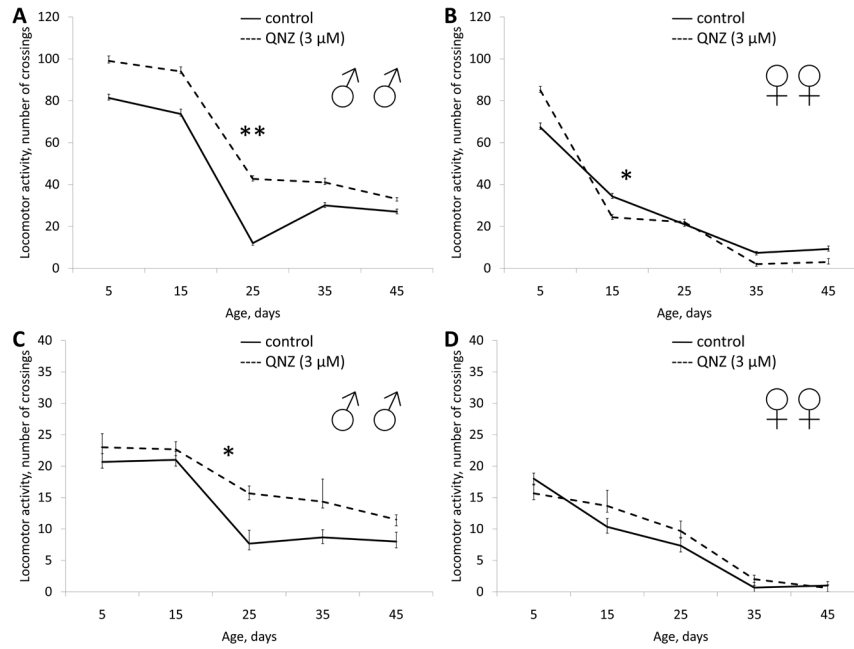 A
control
QNZ (3 µM)
Locomotor activity, number of crossings
120
100
80
60
40
20
0
**
5 15 25 35 45
Age, days
B
control
QNZ (3 µM)
Locomotor activity, number of crossings
120
100
80
60
40
20
0
*
5 15 25 35 45
Age, days
C
control
QNZ (3 µM)
Locomotor activity, number of crossings
40
35
30
25
20
15
10
5
0
*
5 15 25 35 45
Age, days
D
control
QNZ (3 µM)
Locomotor activity, number of crossings
40
35
30
25
20
15
10
5
0
5 15 25 35 45
Age, days